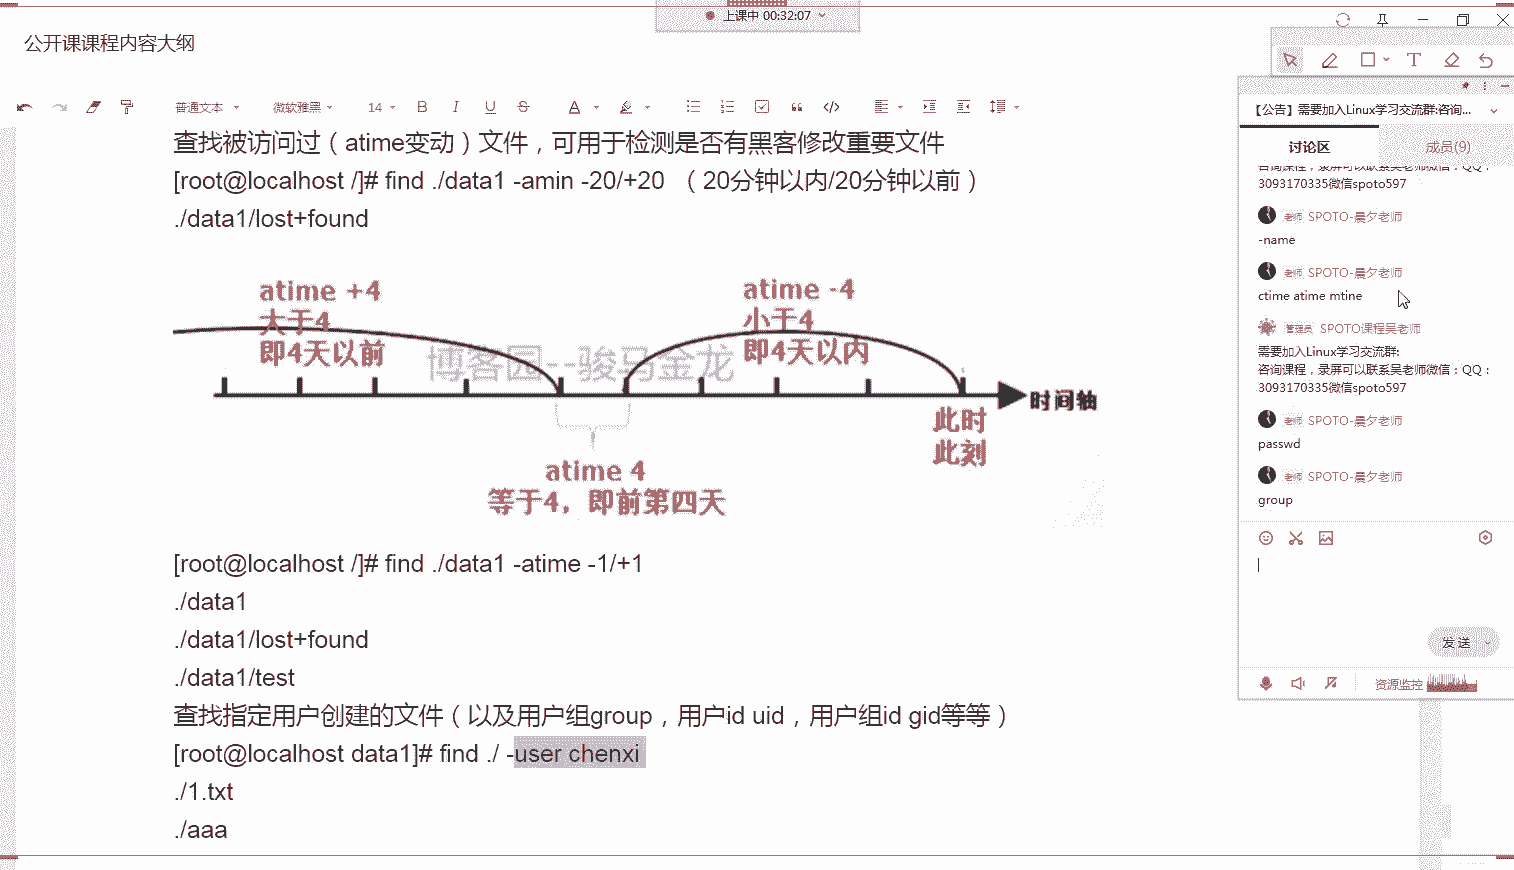 上课中 00:32:07
公开课课程内容大纲
普通文本
微软雅黑
14
B I U S A
查找被访问过（atime变动）文件，可用于检测是否有黑客修改重要文件
[root@localhost /]# find ./data1 -amin -20/+20 （20分钟以内/20分钟以前）
./data1/lost+found
atime +4
大于4
即4天以前
atime -4
小于4
即4天以内
博客园--骏马金龙
时间轴
此时
此刻
atime 4
等于4，即前第四天
[root@localhost /]# find ./data1 -atime -1/+1
./data1
./data1/lost+found
./data1/test
查找指定用户创建的文件（以及用户组group，用户id uid，用户组id gid等等）
[root@localhost data1]# find ./ -user chenxi
./1.txt
./aaa
T
【公告】需要加入Linux学习交流群:咨询...
讨论区
成员(9)
咨询课程，录屏可以联系吴老师微信：QQ：
3093170335微信spoto597
老师 SPOTO-晨夕老师
-name
老师 SPOTO-晨夕老师
ctime atime mtine
管理员 SPOTO课程吴老师
需要加入Linux学习交流群:
咨询课程，录屏可以联系吴老师微信：QQ：
3093170335微信spoto597
老师 SPOTO-晨夕老师
passwd
老师 SPOTO-晨夕老师
group
发送
资源监控